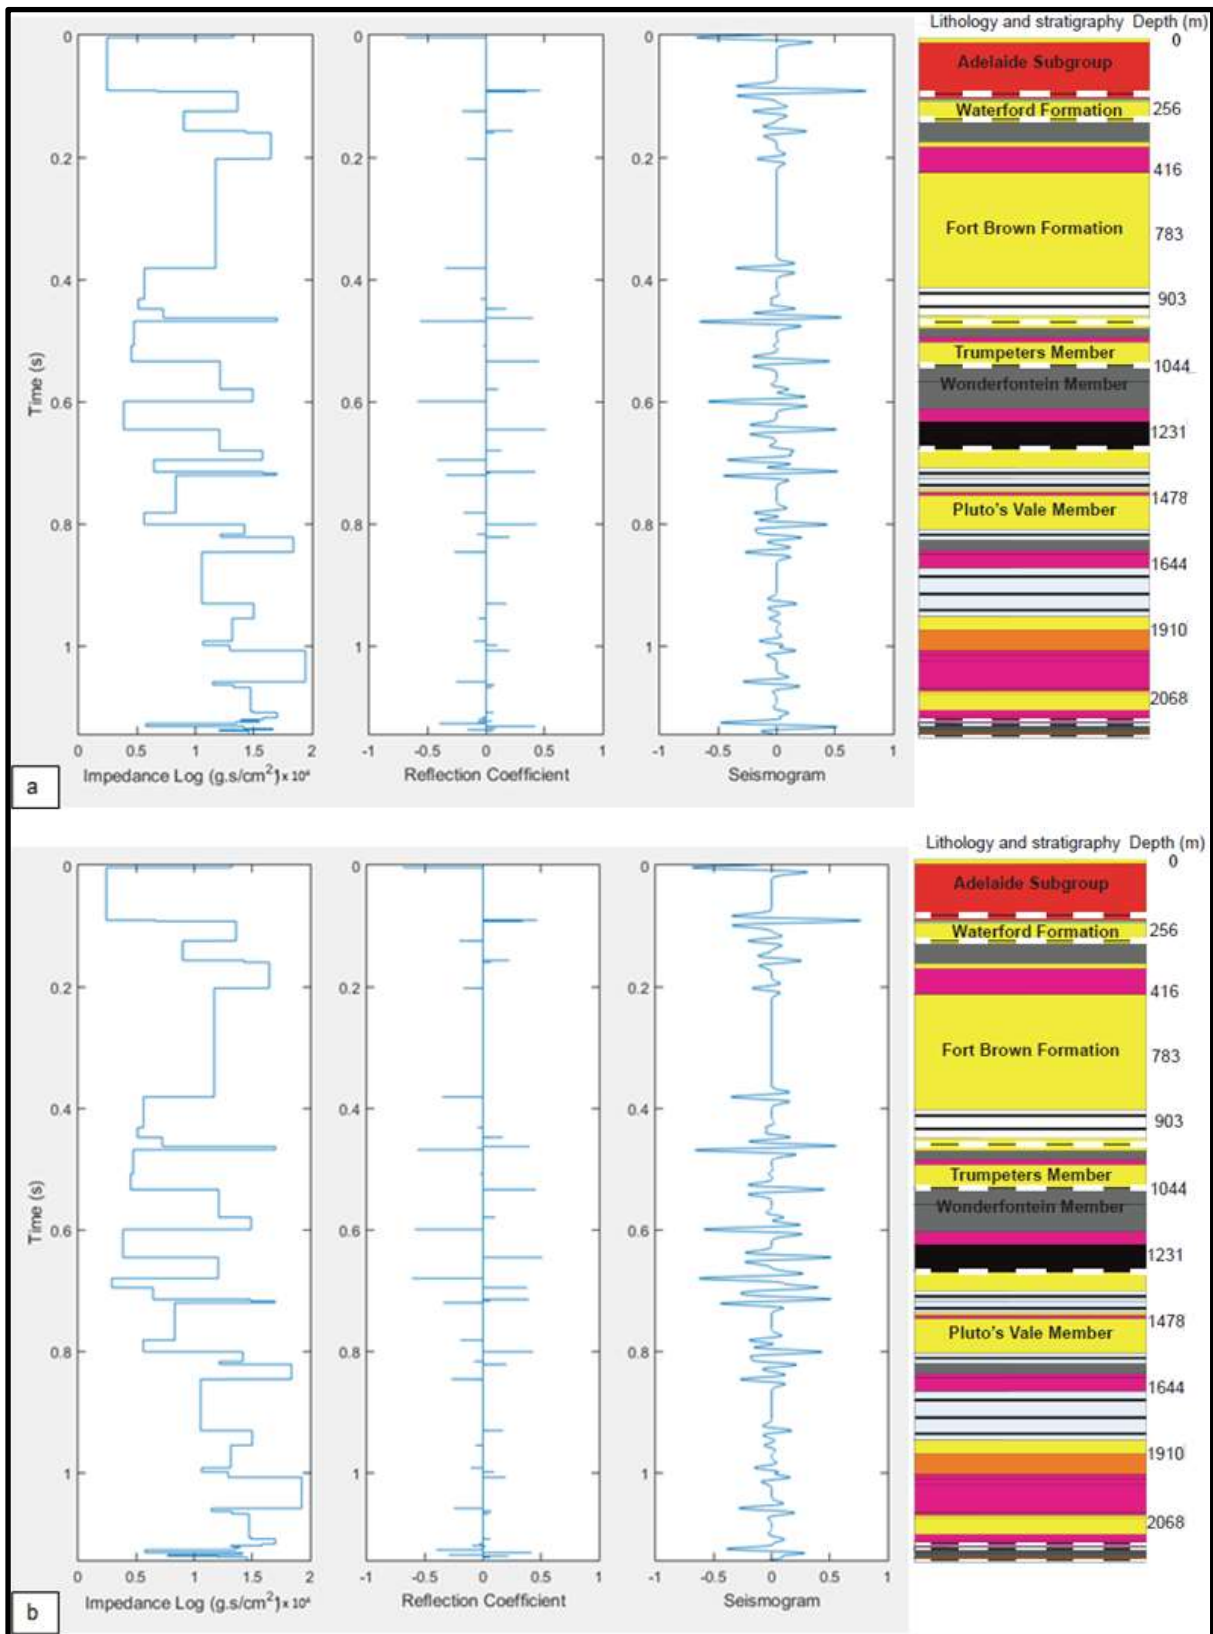 Lithology and stratigraphy Depth (m)
0
0.2
0.4
0.6
0.8
1
Time (s)
0 0.5 1 1.5 2
Impedance Log (g.s/cm²) × 10⁴
-1 -0.5 0 0.5 1
Reflection Coefficient
-1 -0.5 0 0.5 1
Seismogram
0
Adelaide Subgroup
Waterford Formation 256
416
Fort Brown Formation 783
903
Trumpeters Member
1044
Wonderfontein Member
1231
1478
Pluto's Vale Member
1644
1910
2068
a
Lithology and stratigraphy Depth (m)
0
0.2
0.4
0.6
0.8
1
Time (s)
0 0.5 1 1.5 2
Impedance Log (g.s/cm²) × 10⁴
-1 -0.5 0 0.5 1
Reflection Coefficient
-1 -0.5 0 0.5 1
Seismogram
0
Adelaide Subgroup
Waterford Formation 256
416
Fort Brown Formation 783
903
Trumpeters Member
1044
Wonderfontein Member
1231
1478
Pluto's Vale Member
1644
1910
2068
b